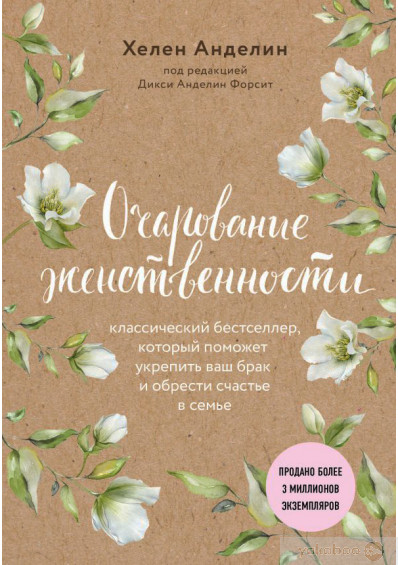 Хелен Анделин
под редакцией
Дикси Анделин Форсит
Очарование
женственности
классический бестселлер,
который поможет
укрепить ваш брак
и обрести счастье
в семье
ПРОДАНО БОЛЕЕ
3 МИЛЛИОНОВ
ЭКЗЕМПЛЯРОВ